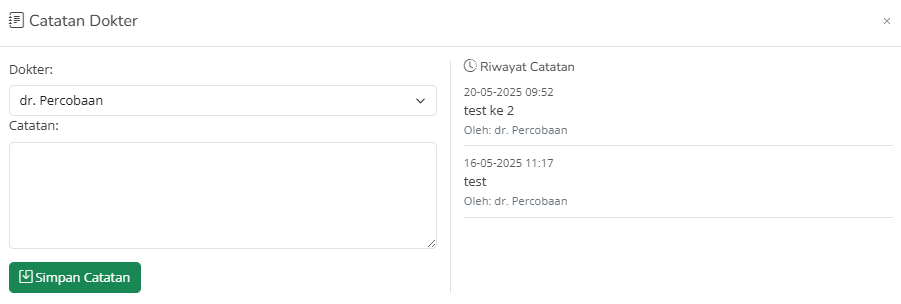 Catatan Dokter
Dokter:
dr. Percobaan
Catatan:
Simpan Catatan
Riwayat Catatan
20-05-2025 09:52
test ke 2
Oleh: dr. Percobaan
16-05-2025 11:17
test
Oleh: dr. Percobaan